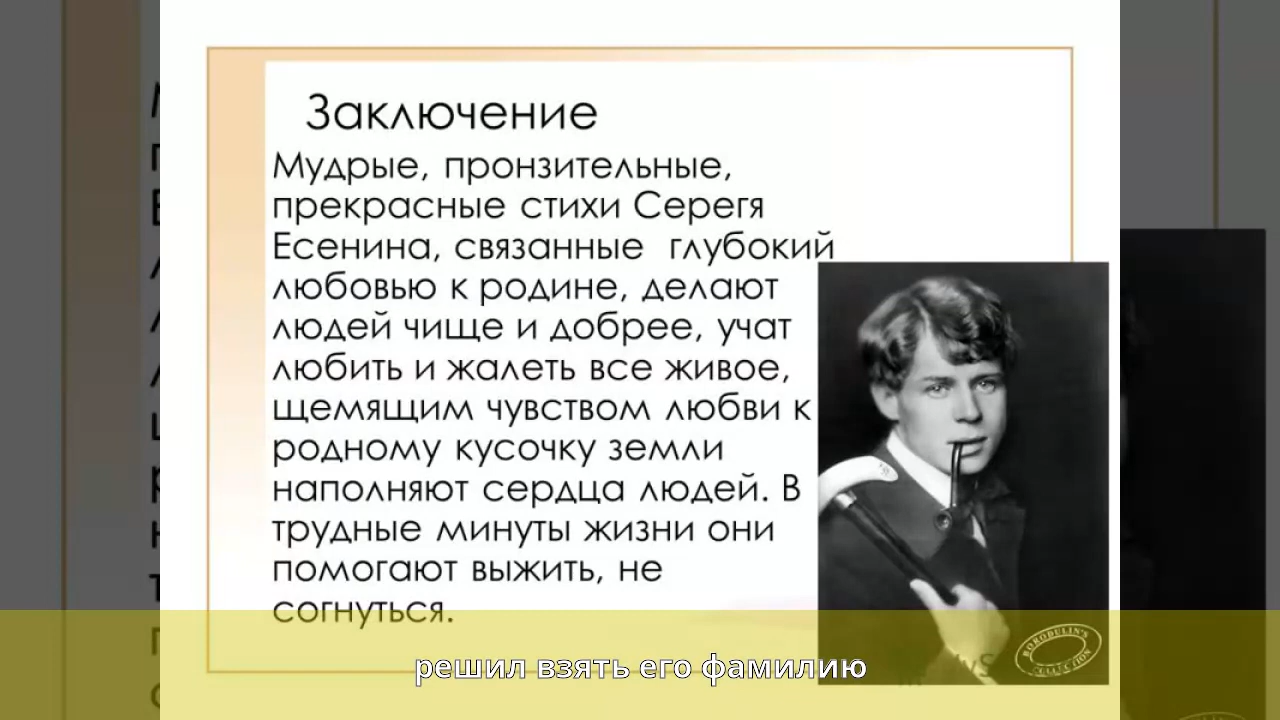 Заключение
Мудрые, пронзительные,
прекрасные стихи Серегя
Есенина, связанные глубокий
любовью к родине, делают
людей чище и добрее, учат
любить и жалеть все живое,
щемящим чувством любви к
родному кусочку земли
наполняют сердца людей. В
трудные минуты жизни они
помогают выжить, не
согнуться.
решил взять его фамилию
BORODULIN'S
COLLECTION